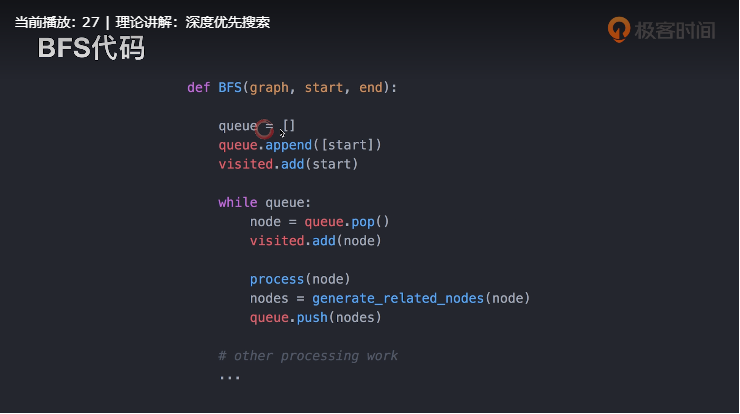 当前播放: 27 | 理论讲解：深度优先搜索
极客时间
BFS代码
def BFS(graph, start, end):
queue = []
queue.append([start])
visited.add(start)
while queue:
node = queue.pop()
visited.add(node)
process(node)
nodes = generate_related_nodes(node)
queue.push(nodes)
# other processing work
...